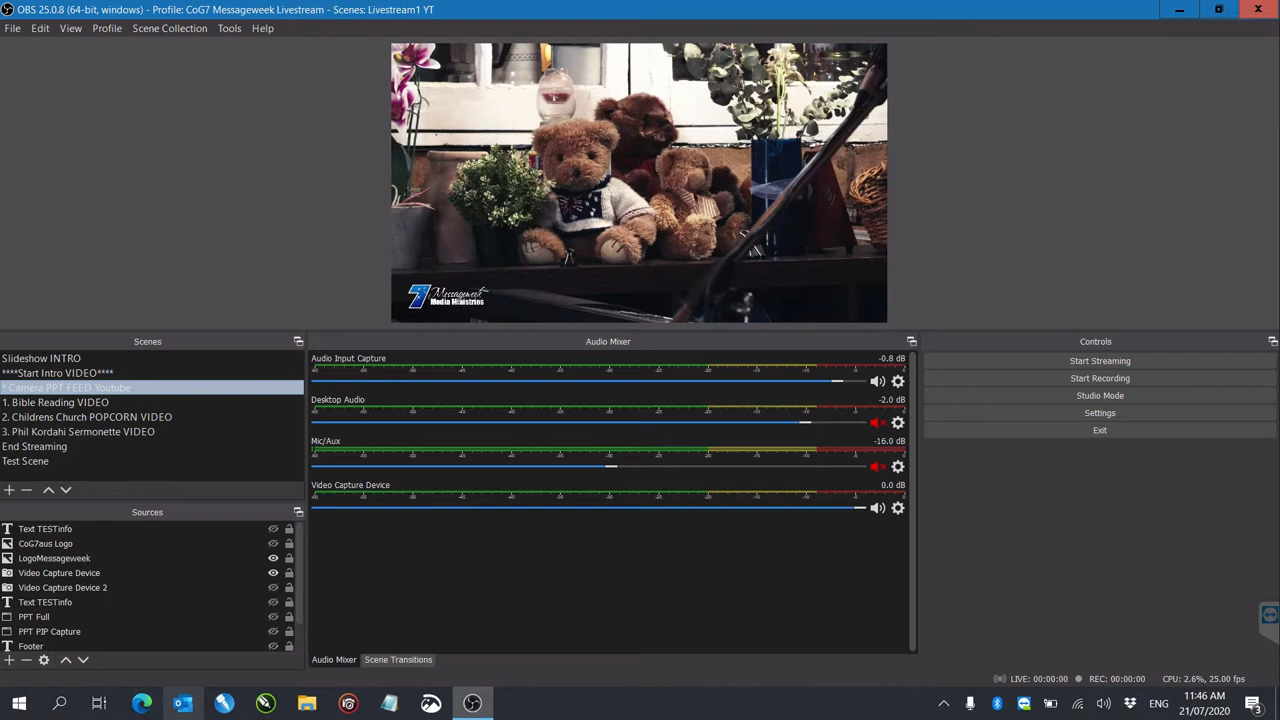 OBS 25.0.8 (64-bit, windows) - Profile: CoG7 Messageweek Livestream - Scenes: Livestream1 YT
File Edit View Profile Scene Collection Tools Help
7 Messageweek
Media Ministries
Scenes
Slideshow INTRO
****Start Intro VIDEO****
* Camera PPT FEED Youtube
1. Bible Reading VIDEO
2. Childrens Church POPCORN VIDEO
3. Phil Kordahi Sermonette VIDEO
End Streaming
Test Scene
Sources
Text TESTinfo
CoG7aus Logo
LogoMessageweek
Video Capture Device
Video Capture Device 2
Text TESTinfo
PPT Full
PPT PIP Capture
Footer
Audio Mixer
Audio Input Capture -0.8 dB
Desktop Audio -2.0 dB
Mic/Aux -16.0 dB
Video Capture Device 0.0 dB
Audio Mixer Scene Transitions
Controls
Start Streaming
Start Recording
Studio Mode
Settings
Exit
LIVE: 00:00:00 REC: 00:00:00 CPU: 2.6%, 25.00 fps
ENG
11:46 AM
21/07/2020
3